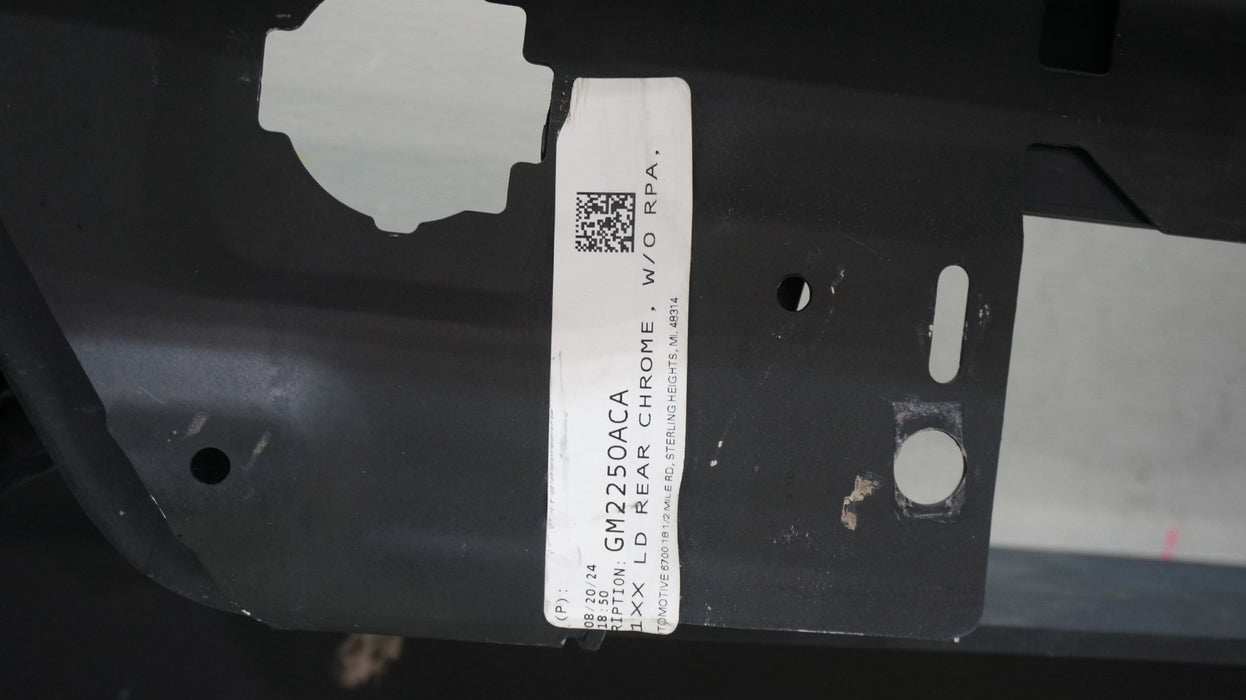 (P):
08/20/24
18:50
RIPTION: GM2250ACA
1XX LD REAR CHROME, W/O RPA,
TOMOTIVE 6700 18 1/2 MILE RD, STERLING HEIGHTS, MI. 48314